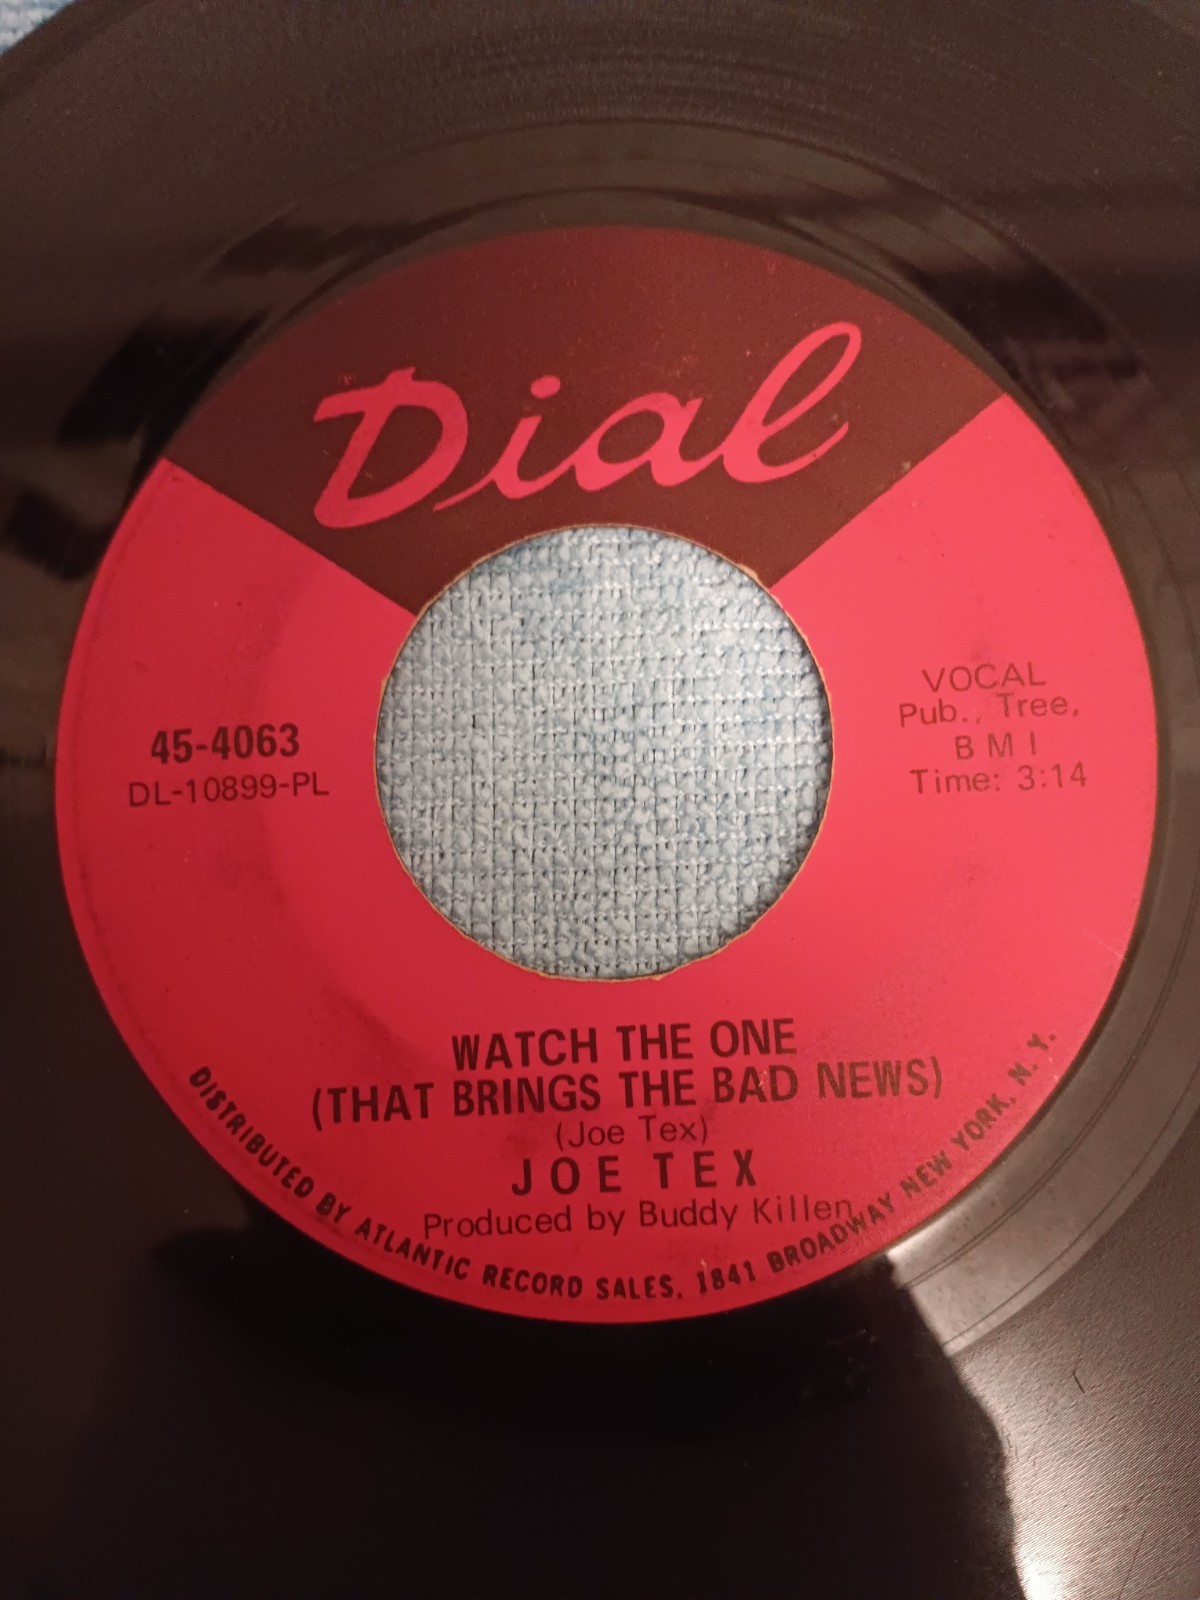 Dial
45-4063
DL-10899-PL
VOCAL
Pub., Tree,
BMI
Time: 3:14
WATCH THE ONE
(THAT BRINGS THE BAD NEWS)
(Joe Tex)
JOE TEX
Produced by Buddy Killen
DISTRIBUTED BY ATLANTIC RECORD SALES, 1841 BROADWAY NEW YORK, N.Y.